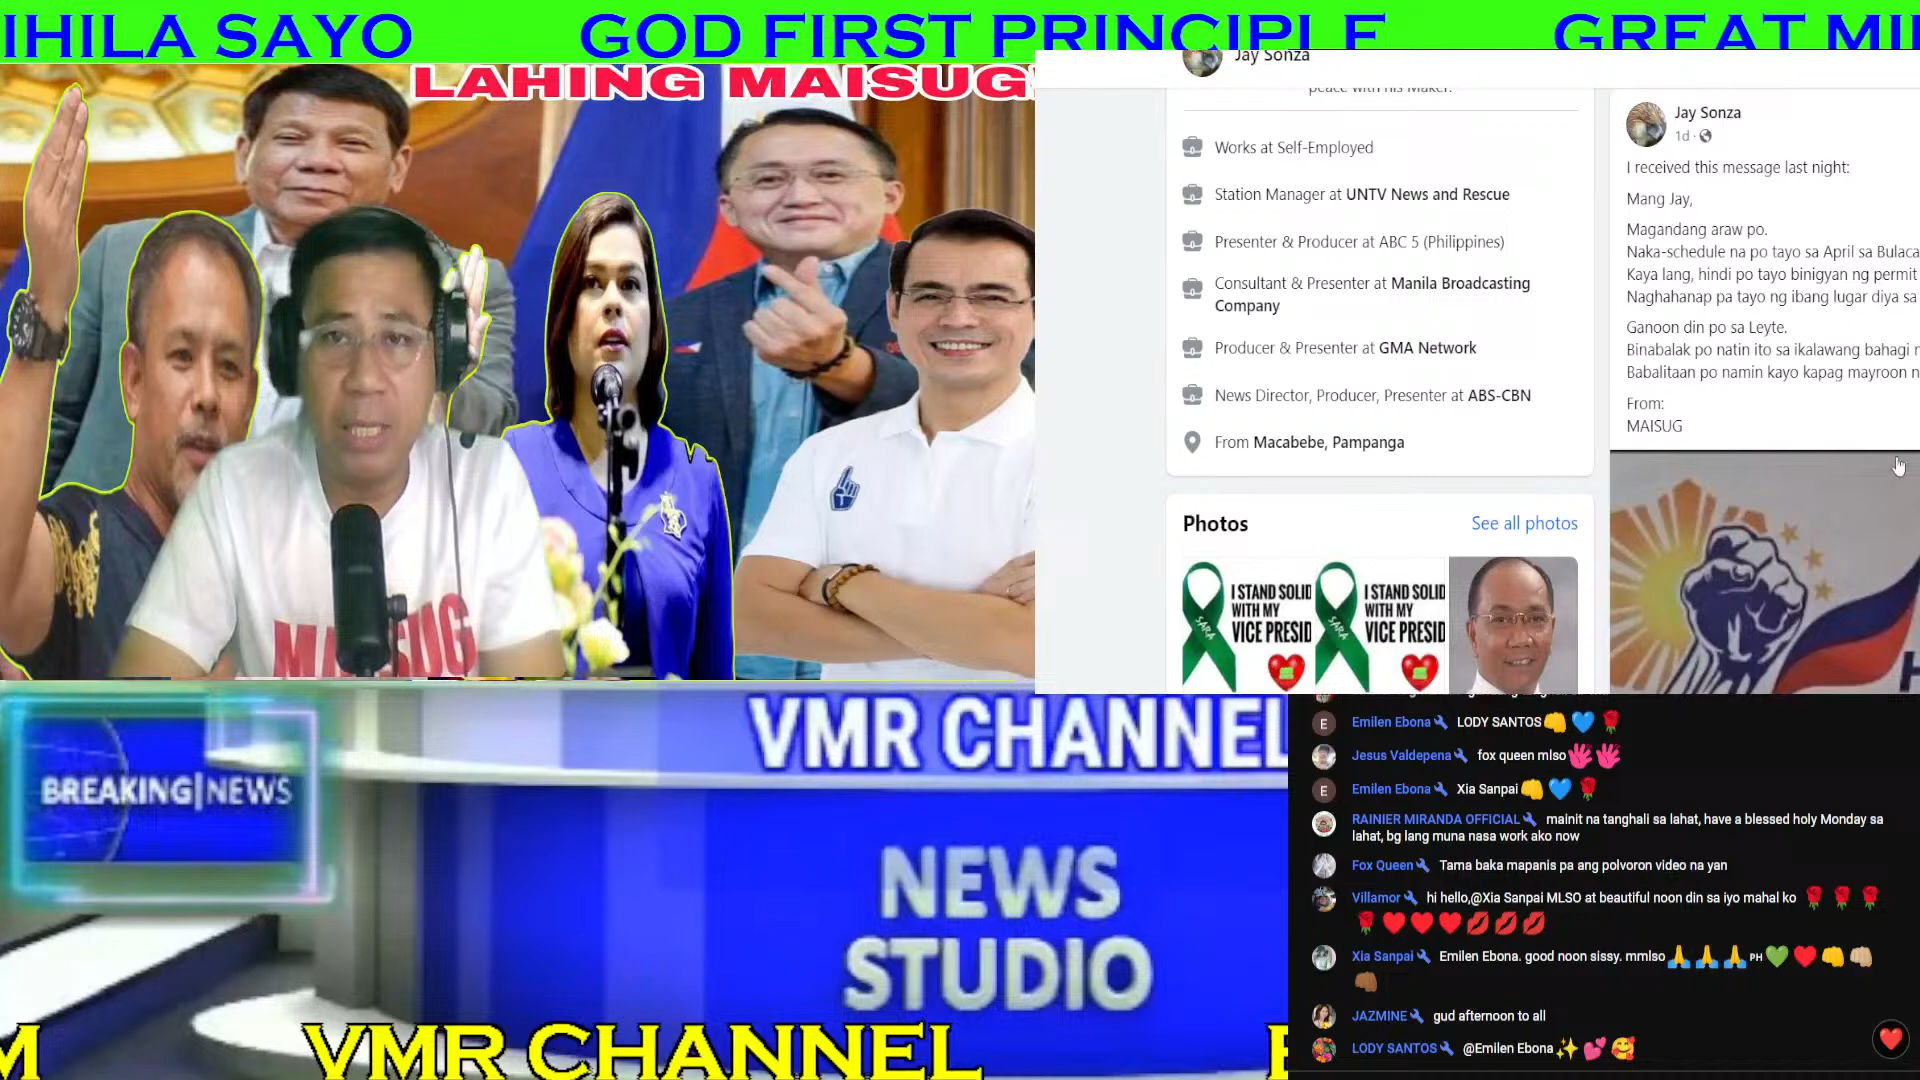 IHILA SAYO GOD FIRST PRINCIPLE GREAT MI
LAHING MAISUG
Jay Sonza
peace with his Maker.
Works at Self-Employed
Station Manager at UNTV News and Rescue
Presenter & Producer at ABC 5 (Philippines)
Consultant & Presenter at Manila Broadcasting
Company
Producer & Presenter at GMA Network
News Director, Producer, Presenter at ABS-CBN
From Macabebe, Pampanga
Photos
See all photos
I STAND SOLID
WITH MY
VICE PRESID
SARA
I STAND SOLID
WITH MY
VICE PRESID
SARA
Jay Sonza
1d
I received this message last night:
Mang Jay,
Magandang araw po.
Naka-schedule na po tayo sa April sa Bulaca
Kaya lang, hindi po tayo binigyan ng permit
Naghahanap pa tayo ng ibang lugar diya sa
Ganoon din po sa Leyte.
Binabalak po natin ito sa ikalawang bahagi
Babalitaan po namin kayo kapag mayroon
From:
MAISUG
H
VMR CHANNEL
BREAKING|NEWS
NEWS
STUDIO
M VMR CHANNEL
Emilen Ebona LODY SANTOS👊💙🌹
Jesus Valdepena fox queen mlso
E Emilen Ebona Xia Sanpai👊💙🌹
RAINIER MIRANDA OFFICIAL mainit na tanghali sa lahat, have a blessed holy Monday sa
lahat, bg lang muna nasa work ako now
Fox Queen Tama baka mapanis pa ang polvoron video na yan
Villamor hi hello,@Xia Sanpai MLSO at beautiful noon din sa iyo mahal ko 🌹🌹🌹
🌹❤️❤️❤️💋💋💋
Xia Sanpai Emilen Ebona. good noon sissy. mmlso🙏🙏🙏PH💚❤️👊👊🏼
👊🏾
JAZMINE gud afternoon to all
LODY SANTOS @Emilen Ebona✨💕🥰